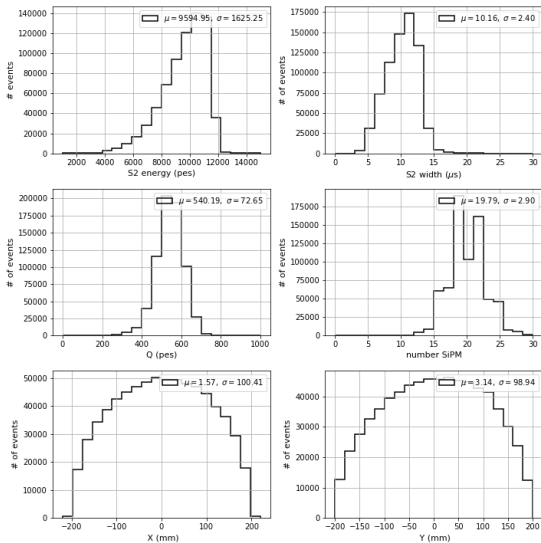 140000
120000
100000
80000
60000
40000
20000
0
# events
μ = 9594.95, σ = 1625.25
2000 4000 6000 8000 10000 12000 14000
S2 energy (pes)
175000
150000
125000
100000
75000
50000
25000
0
# of events
μ = 10.16, σ = 2.40
0 5 10 15 20 25 30
S2 width (μs)
200000
175000
150000
125000
100000
75000
50000
25000
0
# of events
μ = 540.19, σ = 72.65
0 200 400 600 800 1000
Q (pes)
175000
150000
125000
100000
75000
50000
25000
0
# of events
μ = 19.79, σ = 2.90
0 5 10 15 20 25 30
number SiPM
50000
40000
30000
20000
10000
0
# of events
μ = 1.57, σ = 100.41
−200 −100 0 100 200
X (mm)
40000
35000
30000
25000
20000
15000
10000
5000
0
# of events
μ = 3.14, σ = 98.94
−200 −150 −100 −50 0 50 100 150 200
Y (mm)